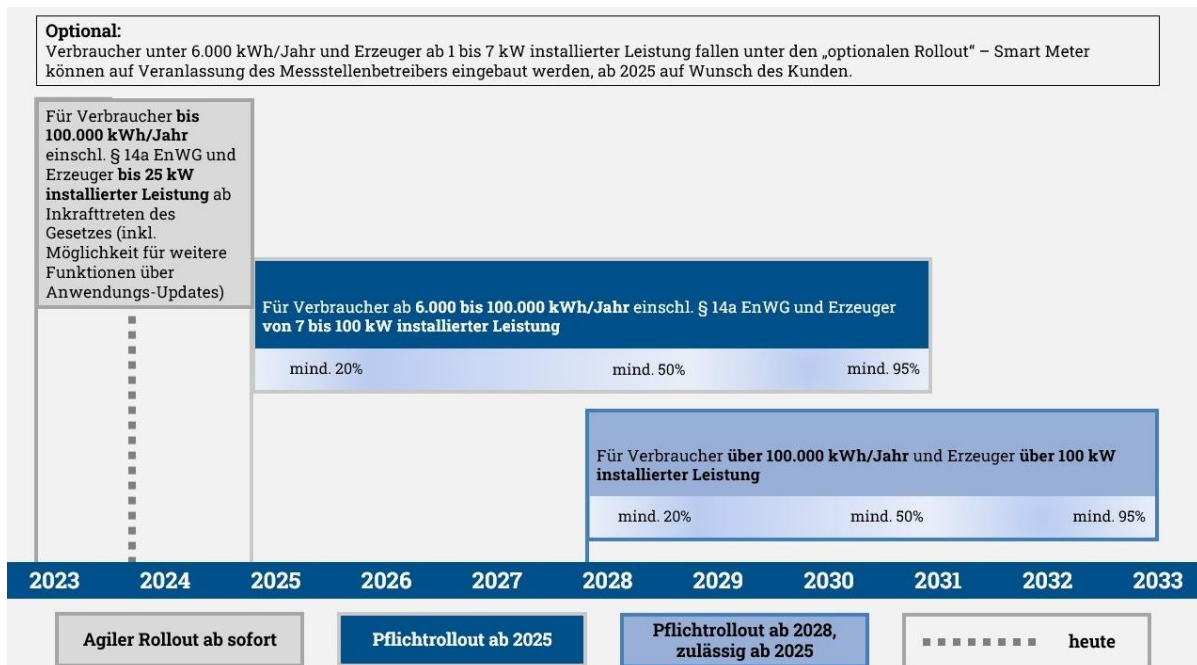 Optional:
Verbraucher unter 6.000 kWh/Jahr und Erzeuger ab 1 bis 7 kW installierter Leistung fallen unter den „optionalen Rollout“ – Smart Meter
können auf Veranlassung des Messstellenbetreibers eingebaut werden, ab 2025 auf Wunsch des Kunden.
Für Verbraucher bis
100.000 kWh/Jahr
einschl. § 14a EnWG und
Erzeuger bis 25 kW
installierter Leistung ab
Inkrafttreten des
Gesetzes (inkl.
Möglichkeit für weitere
Funktionen über
Anwendungs-Updates)
Für Verbraucher ab 6.000 bis 100.000 kWh/Jahr einschl. § 14a EnWG und Erzeuger
von 7 bis 100 kW installierter Leistung
mind. 20% mind. 50% mind. 95%
Für Verbraucher über 100.000 kWh/Jahr und Erzeuger über 100 kW
installierter Leistung
mind. 20% mind. 50% mind. 95%
2023 2024 2025 2026 2027 2028 2029 2030 2031 2032 2033
Agiler Rollout ab sofort
Pflichtrollout ab 2025
Pflichtrollout ab 2028,
zulässig ab 2025
heute